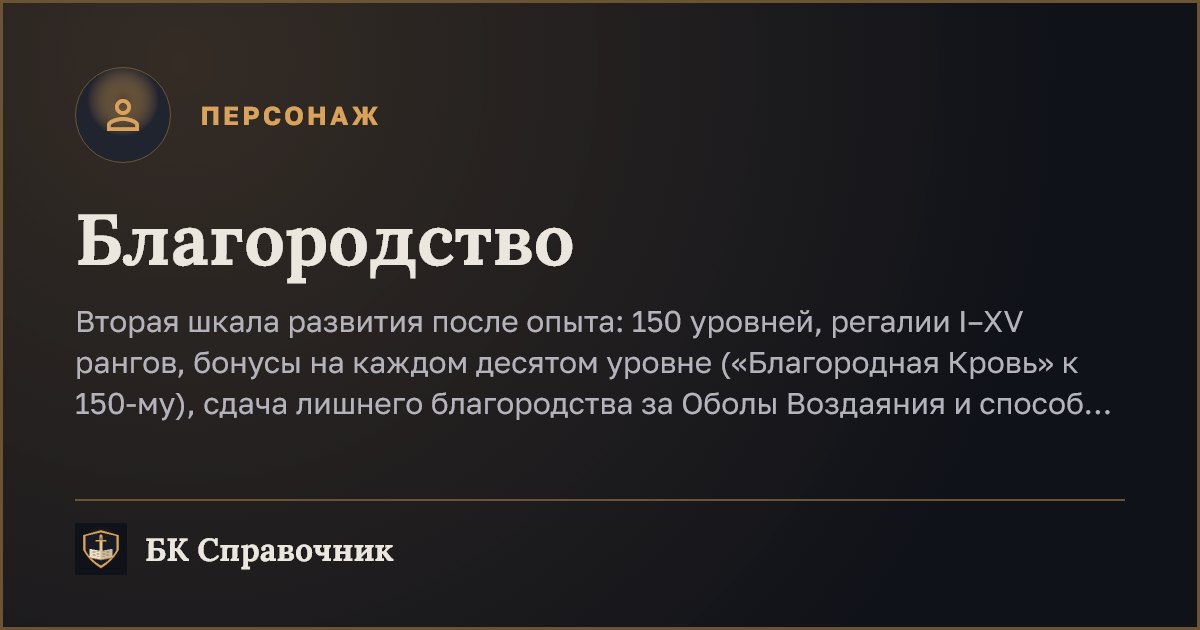 ПЕРСОНАЖ
Благородство
Вторая шкала развития после опыта: 150 уровней, регалии I–XV
рангов, бонусы на каждом десятом уровне («Благородная Кровь» к
150-му), сдача лишнего благородства за Оболы Воздаяния и способ…
БК Справочник